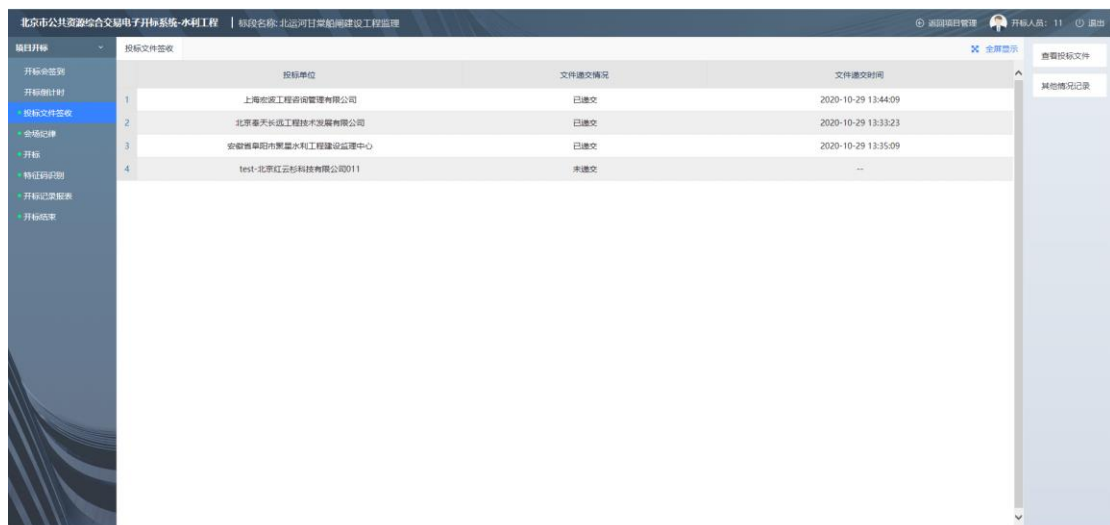 北京市公共资源综合交易电子开标系统-水利工程 | 标段名称: 北运河甘棠船闸建设工程监理 返回项目管理 开标人员: 11 退出
项目开标 投标文件签收 全屏显示 查看投标文件
开标会签到 投标单位 文件递交情况 文件递交时间 其他情况记录
开标倒计时 1 上海宏波工程咨询管理有限公司 已递交 2020-10-29 13:44:09
投标文件签收 2 北京奉天长远工程技术发展有限公司 已递交 2020-10-29 13:33:23
会场纪律 3 安徽省阜阳市繁星水利工程建设监理中心 已递交 2020-10-29 13:35:09
开标 4 test-北京红云杉科技有限公司011 未递交 --
特征码识别
开标记录报表
开标结束